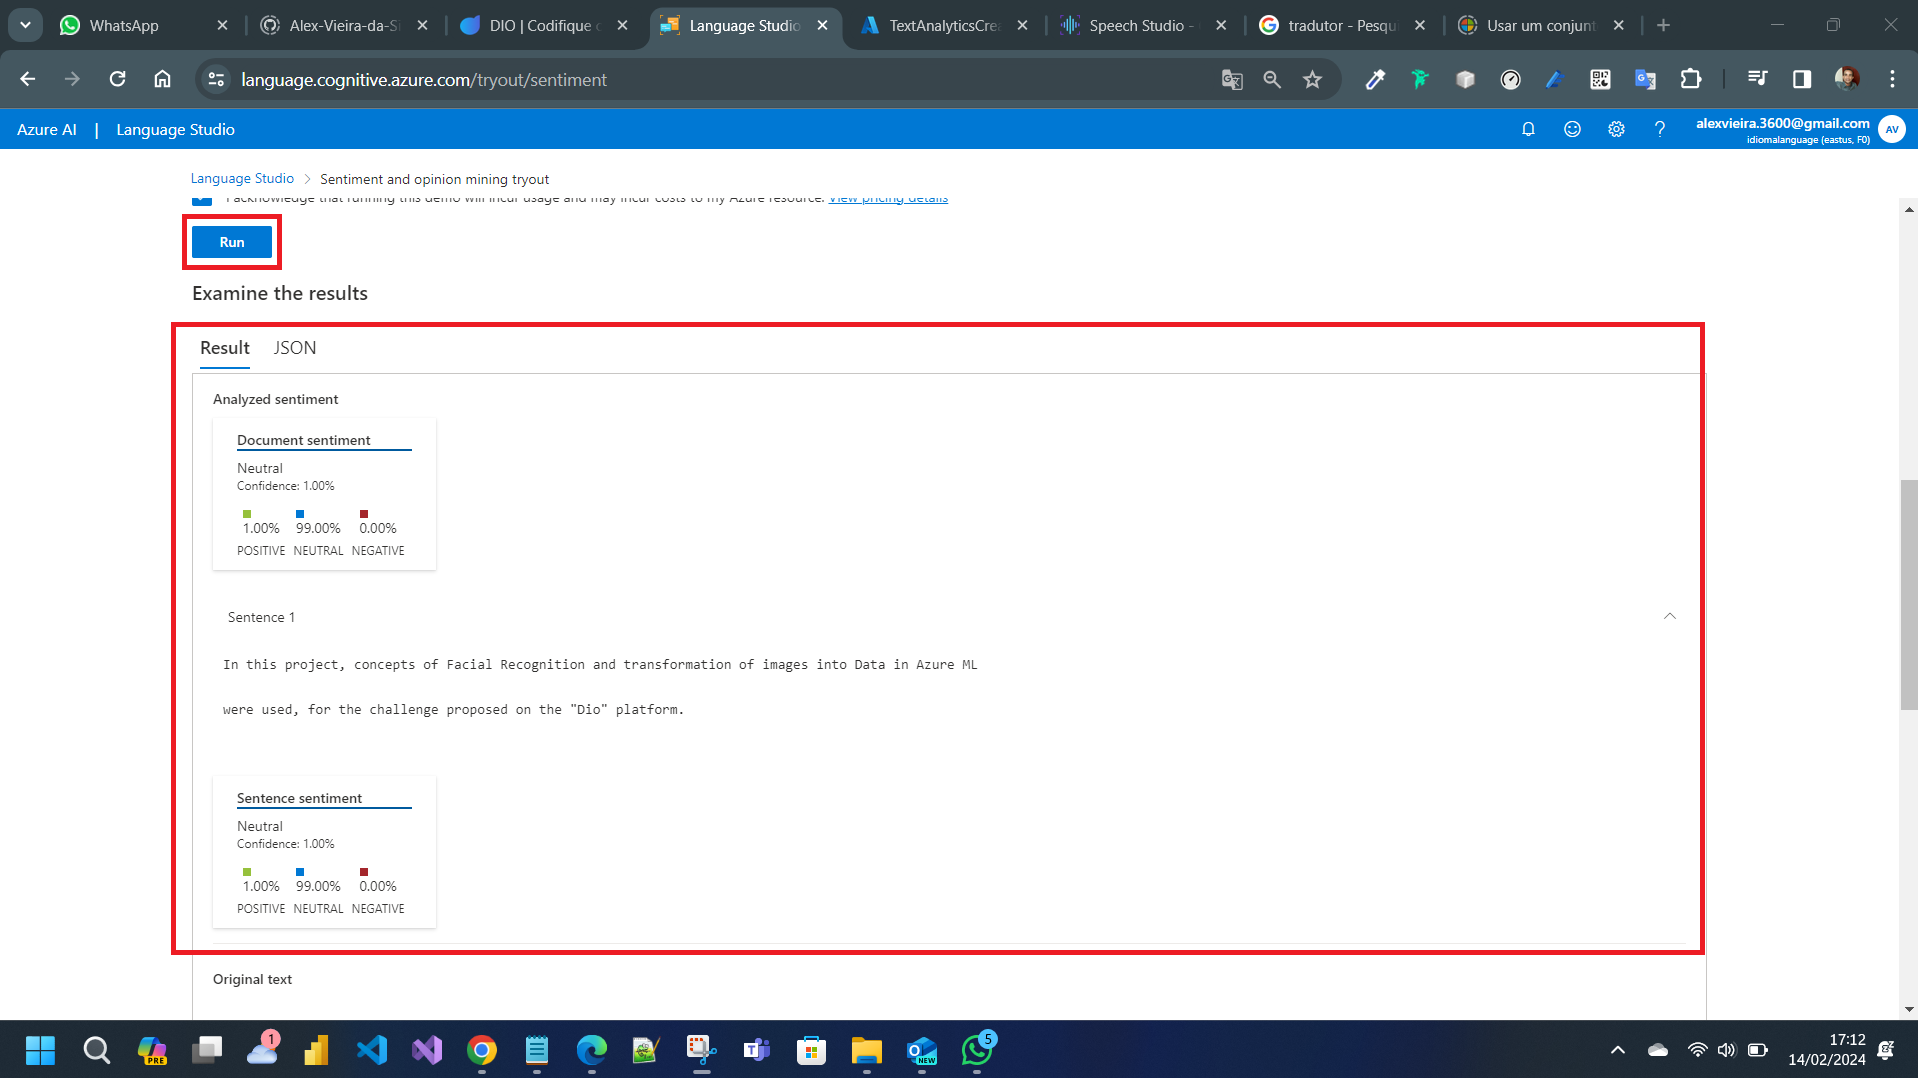 WhatsApp
Alex-Vieira-da-Si
DIO | Codifique
Language Studio
TextAnalyticsCrea
Speech Studio -
tradutor - Pesqu
Usar um conjunt
language.cognitive.azure.com/tryout/sentiment
Azure AI | Language Studio
alexvieira.3600@gmail.com
idiomalanguage (eastus, F0)
AV
Language Studio > Sentiment and opinion mining tryout
I acknowledge that running this demo will incur usage and may incur costs to my Azure resource. View pricing details
Run
Examine the results
Result JSON
Analyzed sentiment
Document sentiment
Neutral
Confidence: 1.00%
1.00% 99.00% 0.00%
POSITIVE NEUTRAL NEGATIVE
Sentence 1
In this project, concepts of Facial Recognition and transformation of images into Data in Azure ML
were used, for the challenge proposed on the "Dio" platform.
Sentence sentiment
Neutral
Confidence: 1.00%
1.00% 99.00% 0.00%
POSITIVE NEUTRAL NEGATIVE
Original text
PRE
1
NEW
5
17:12
14/02/2024